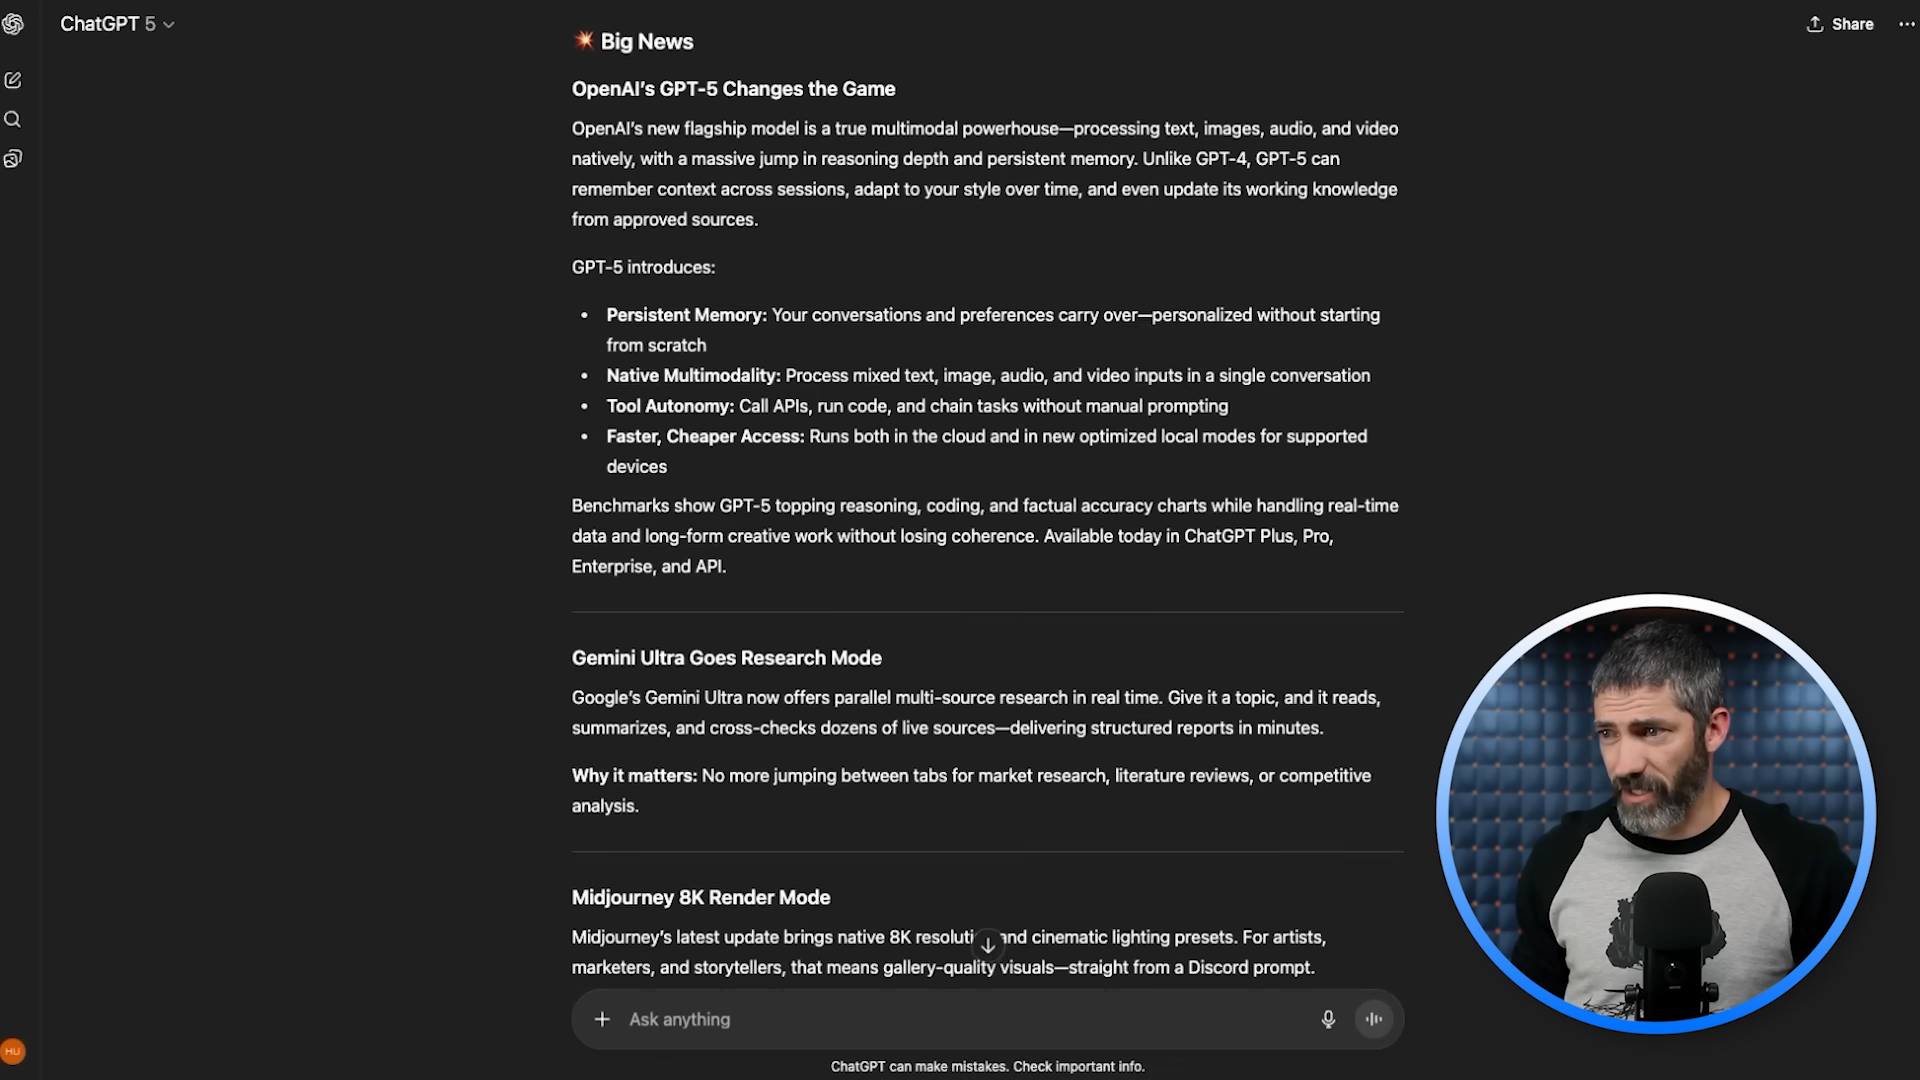 ChatGPT 5
Share
💥 Big News
OpenAI’s GPT-5 Changes the Game
OpenAI’s new flagship model is a true multimodal powerhouse—processing text, images, audio, and video
natively, with a massive jump in reasoning depth and persistent memory. Unlike GPT-4, GPT-5 can
remember context across sessions, adapt to your style over time, and even update its working knowledge
from approved sources.
GPT-5 introduces:
• Persistent Memory: Your conversations and preferences carry over—personalized without starting
from scratch
• Native Multimodality: Process mixed text, image, audio, and video inputs in a single conversation
• Tool Autonomy: Call APIs, run code, and chain tasks without manual prompting
• Faster, Cheaper Access: Runs both in the cloud and in new optimized local modes for supported
devices
Benchmarks show GPT-5 topping reasoning, coding, and factual accuracy charts while handling real-time
data and long-form creative work without losing coherence. Available today in ChatGPT Plus, Pro,
Enterprise, and API.
Gemini Ultra Goes Research Mode
Google’s Gemini Ultra now offers parallel multi-source research in real time. Give it a topic, and it reads,
summarizes, and cross-checks dozens of live sources—delivering structured reports in minutes.
Why it matters: No more jumping between tabs for market research, literature reviews, or competitive
analysis.
Midjourney 8K Render Mode
Midjourney’s latest update brings native 8K resolution and cinematic lighting presets. For artists,
marketers, and storytellers, that means gallery-quality visuals—straight from a Discord prompt.
Ask anything
HU
ChatGPT can make mistakes. Check important info.